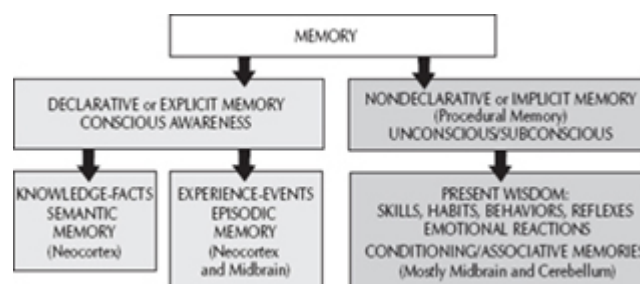 MEMORY
DECLARATIVE or EXPLICIT MEMORY
CONSCIOUS AWARENESS
NONDECLARATIVE or IMPLICIT MEMORY
(Procedural Memory)
UNCONSCIOUS/SUBCONSCIOUS
KNOWLEDGE-FACTS
SEMANTIC
MEMORY
(Neocortex)
EXPERIENCE-EVENTS
EPISODIC
MEMORY
(Neocortex
and Midbrain)
PRESENT WISDOM:
SKILLS, HABITS, BEHAVIORS, REFLEXES
EMOTIONAL REACTIONS
CONDITIONING/ASSOCIATIVE MEMORIES
(Mostly Midbrain and Cerebellum)